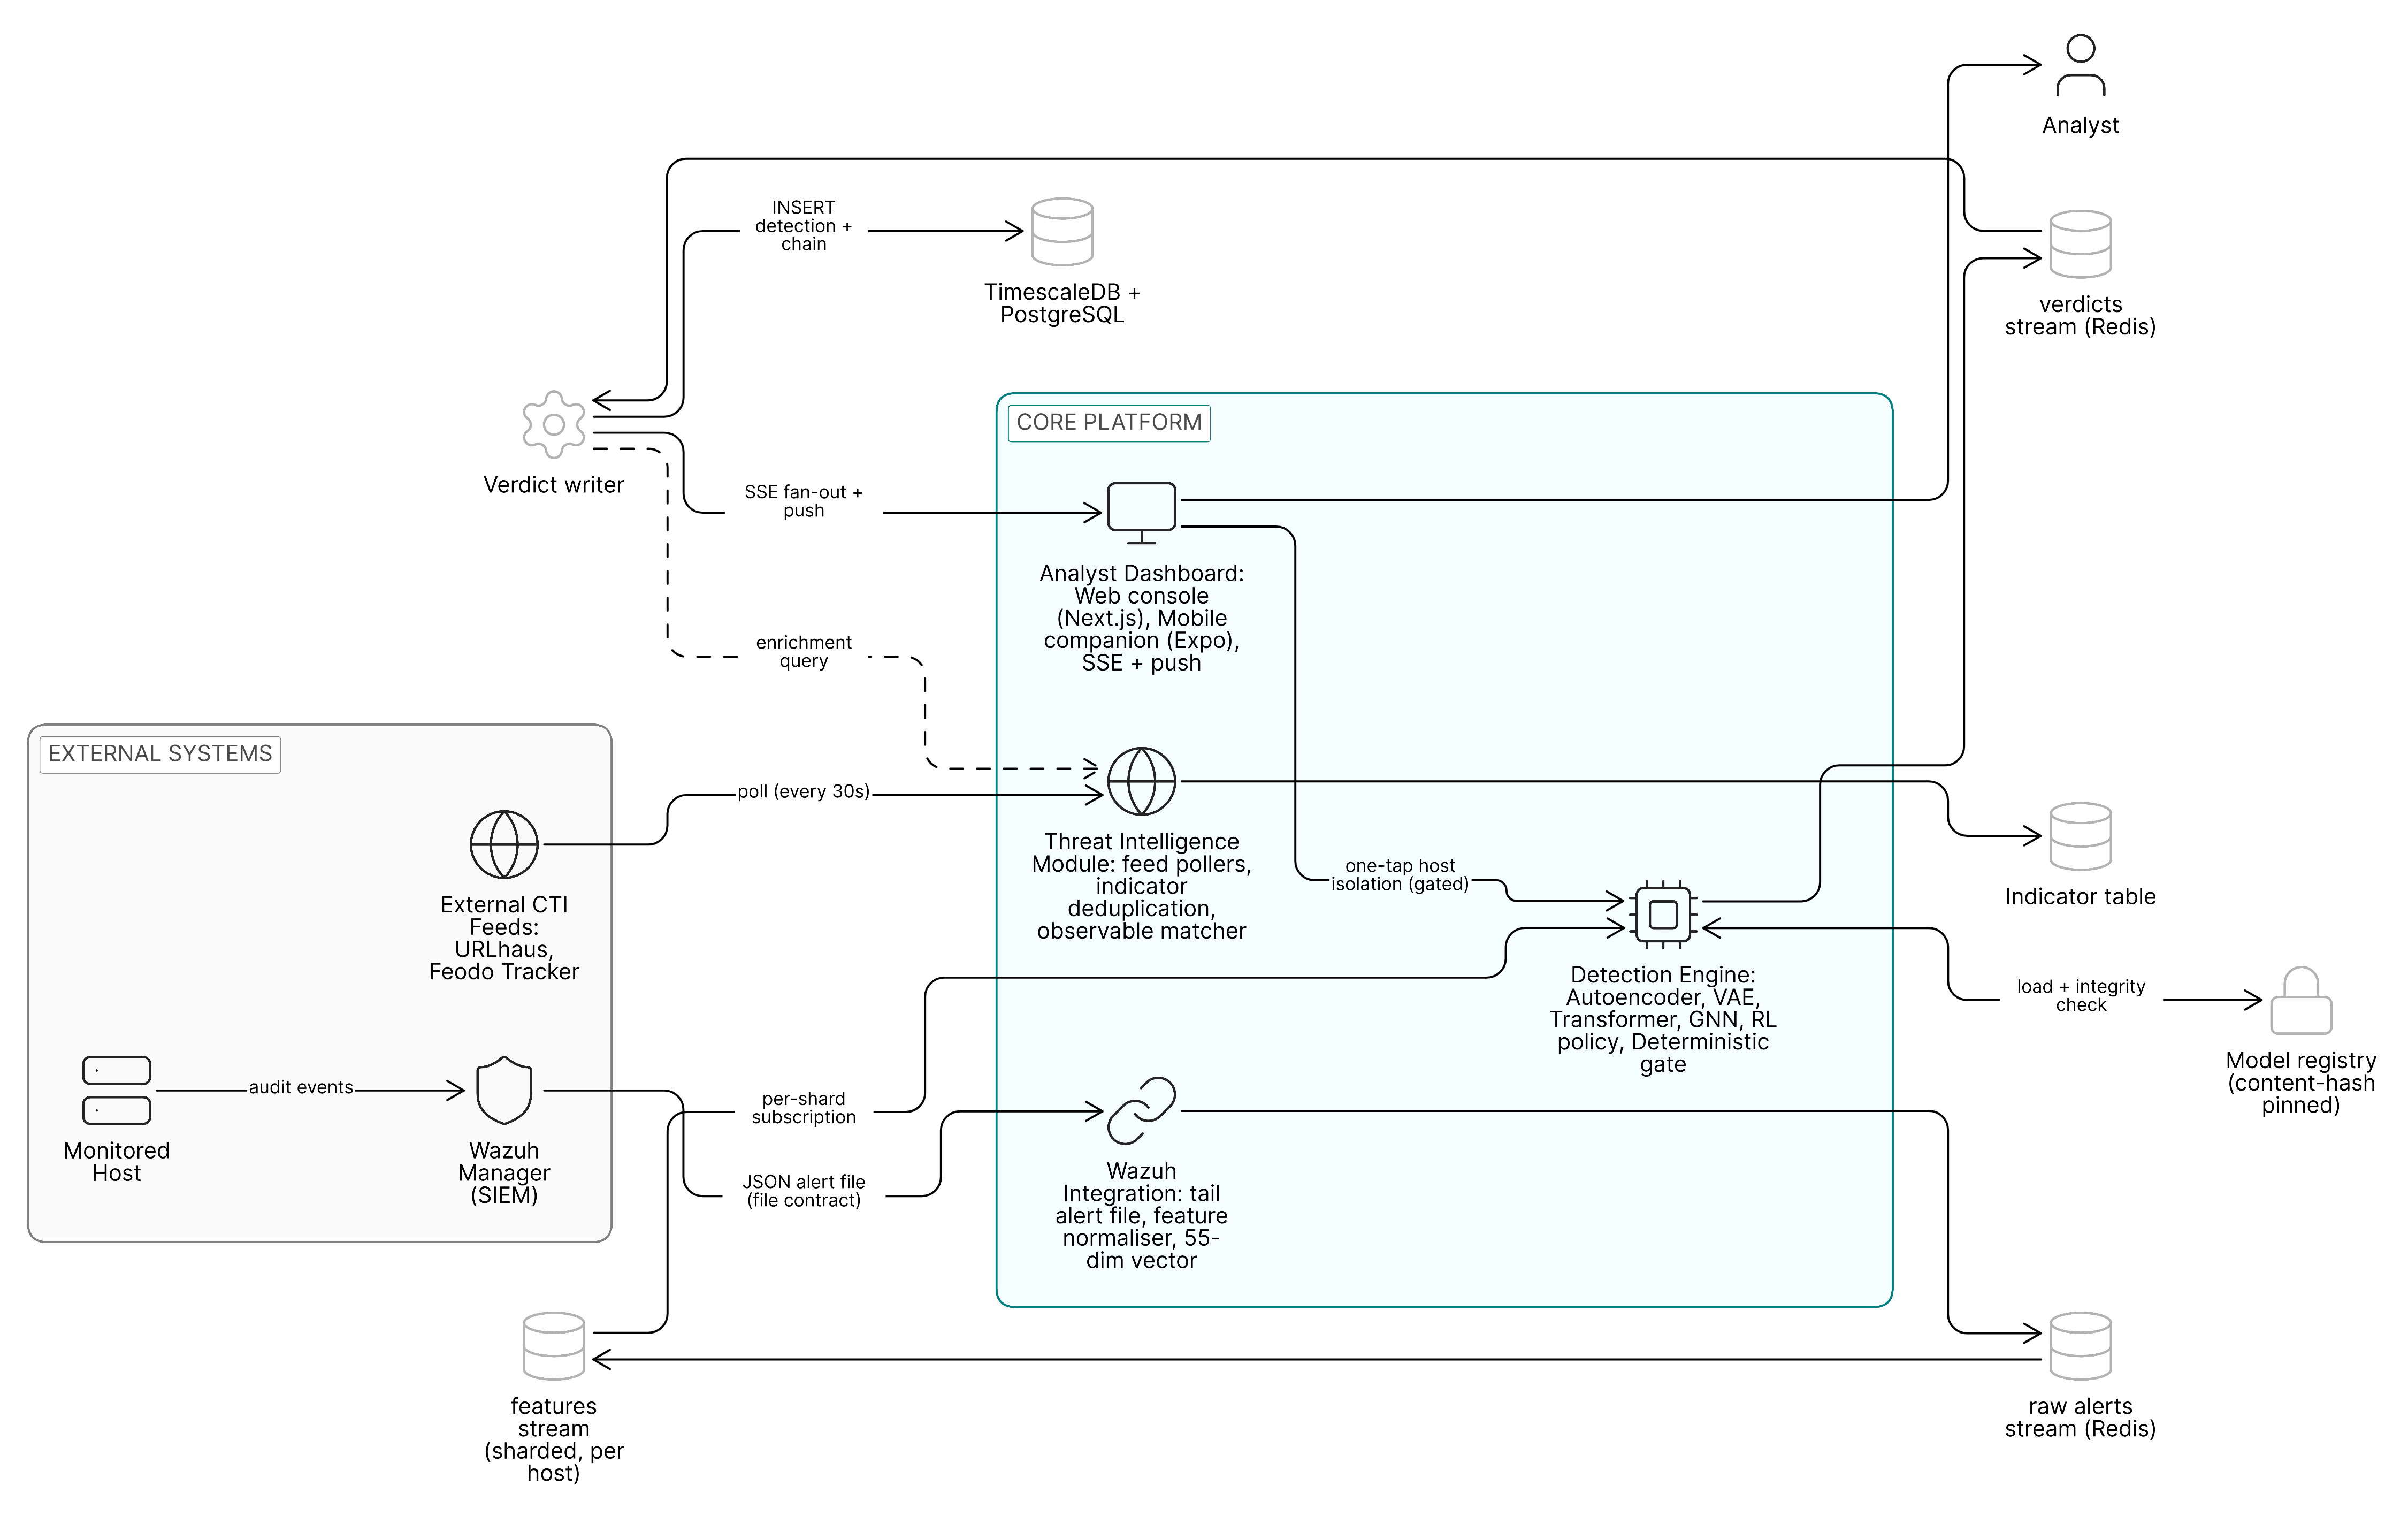 Analyst
INSERT
detection +
chain
TimescaleDB +
PostgreSQL
verdicts
stream (Redis)
Verdict writer
CORE PLATFORM
SSE fan-out +
push
Analyst Dashboard:
Web console
(Next.js), Mobile
companion (Expo),
SSE + push
enrichment
query
EXTERNAL SYSTEMS
poll (every 30s)
External CTI
Feeds:
URLhaus,
Feodo Tracker
Threat Intelligence
Module: feed pollers,
indicator
deduplication,
observable matcher
one-tap host
isolation (gated)
Indicator table
Detection Engine:
Autoencoder, VAE,
Transformer, GNN, RL
policy, Deterministic
gate
load + integrity
check
Model registry
(content-hash
pinned)
audit events
Monitored
Host
Wazuh
Manager
(SIEM)
per-shard
subscription
JSON alert file
(file contract)
Wazuh
Integration: tail
alert file, feature
normaliser, 55-
dim vector
features
stream
(sharded, per
host)
raw alerts
stream (Redis)